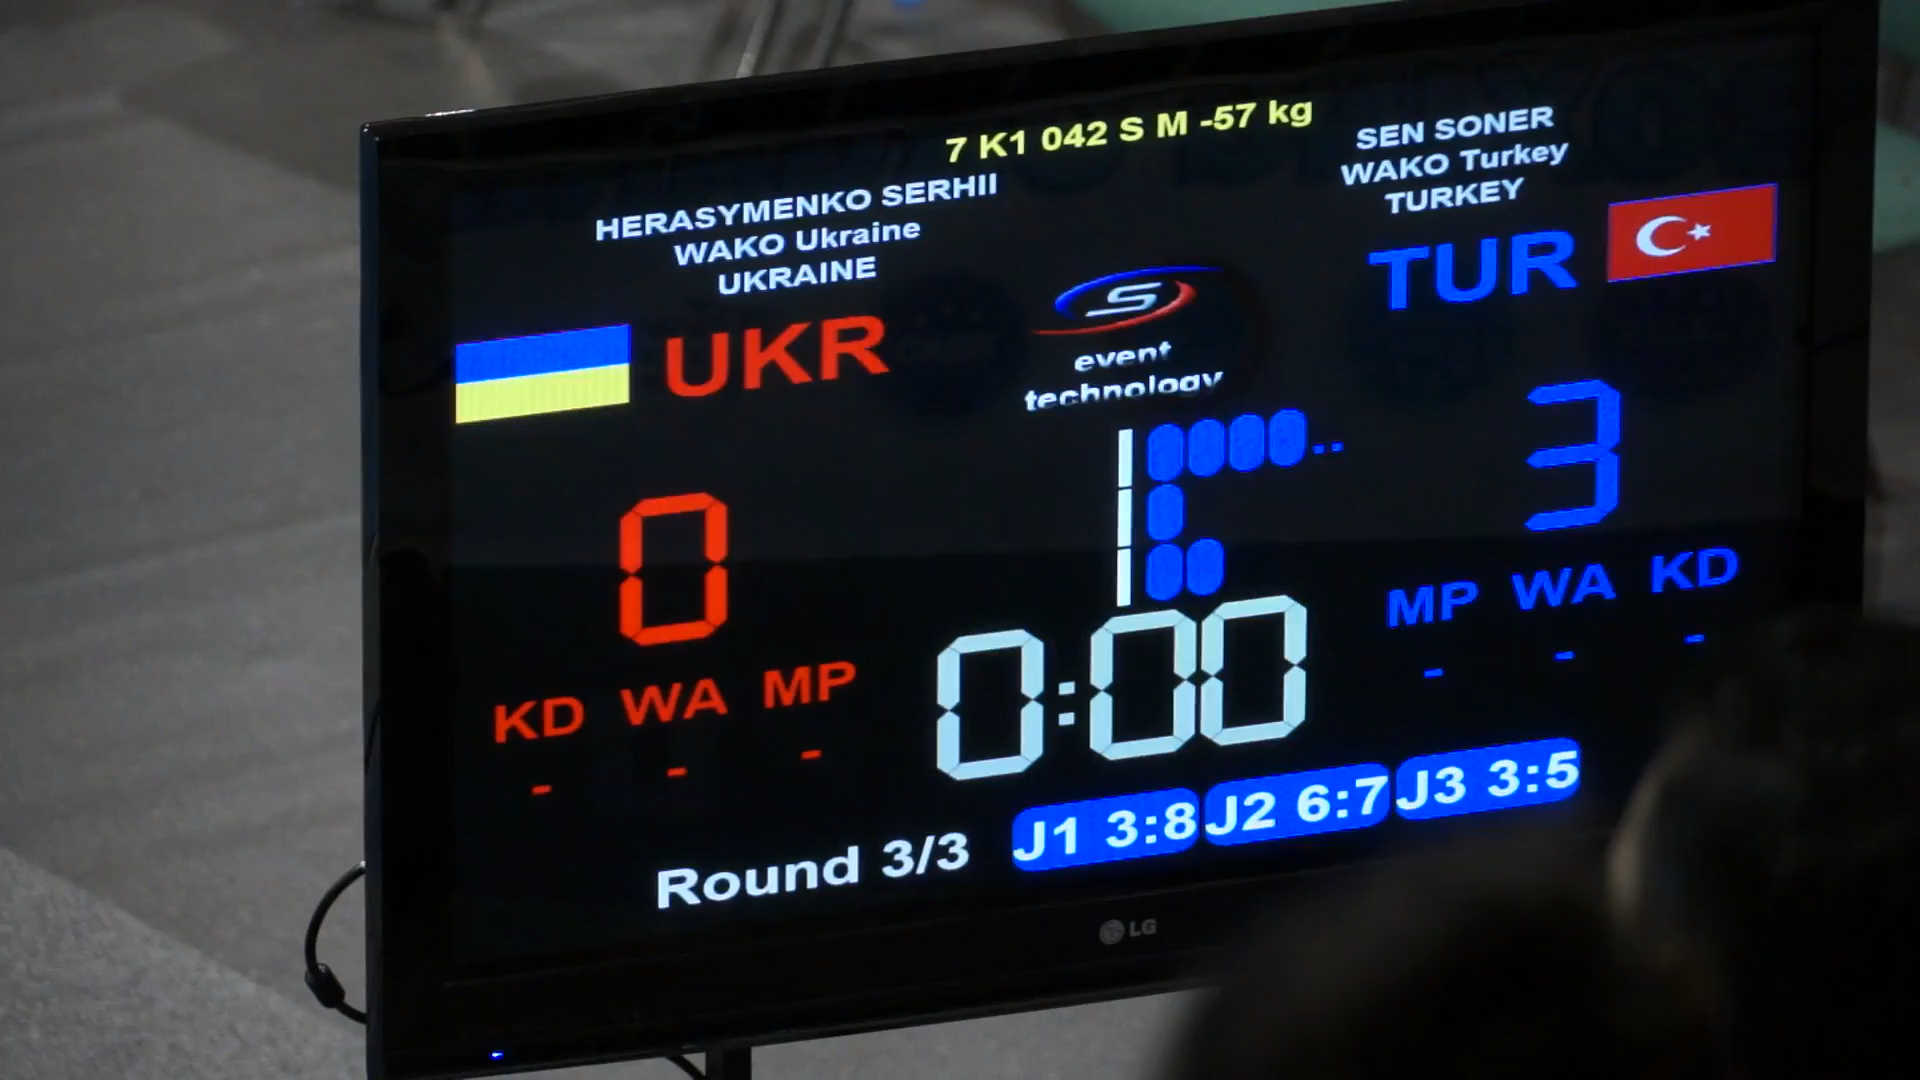 7 K1 042 S M -57 kg
HERASYMENKO SERHII
WAKO Ukraine
UKRAINE
SEN SONER
WAKO Turkey
TURKEY
UKR
TUR
S
event
technology
0
3
KD WA MP
- - -
MP WA KD
- - -
0:00
Round 3/3
J1 3:8 J2 6:7 J3 3:5
LG